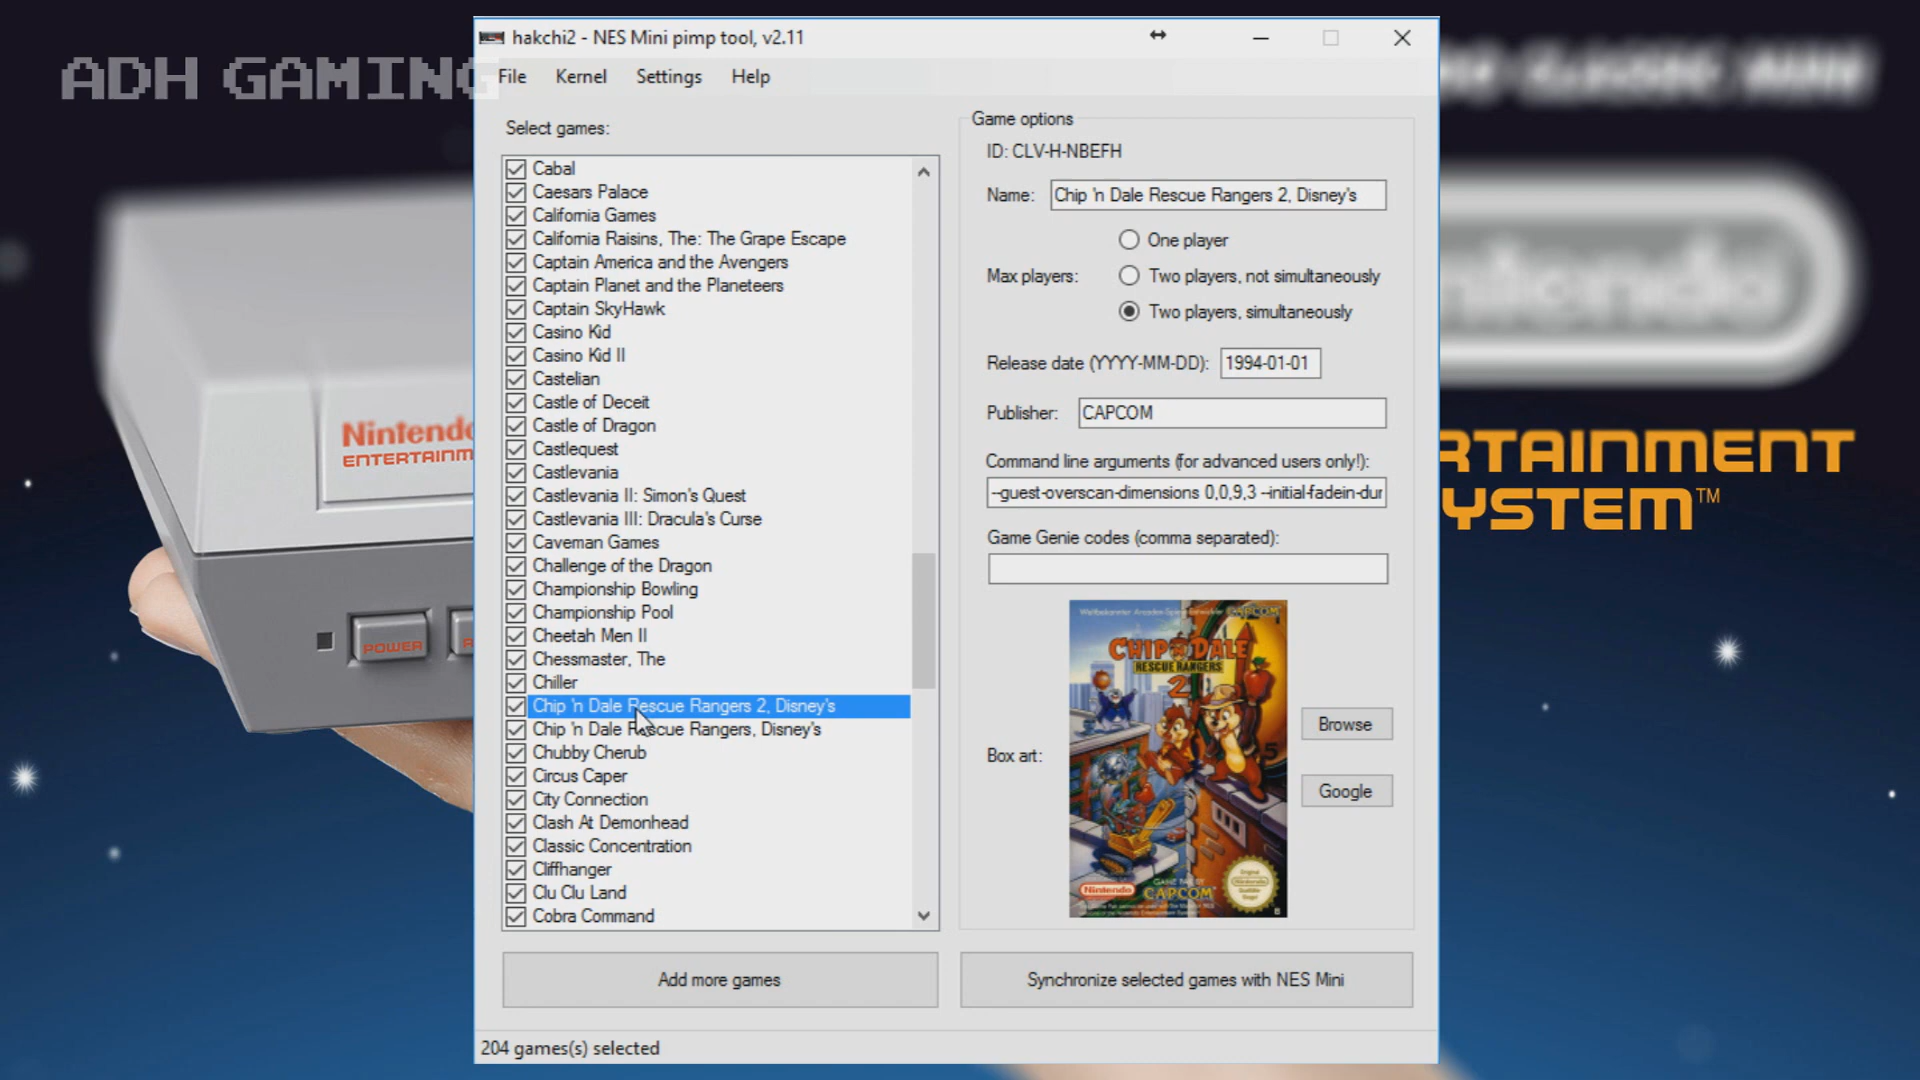 ADH GAMING
hakchi2 - NES Mini pimp tool, v2.11
File Kernel Settings Help
Select games:
Cabal
Caesars Palace
California Games
California Raisins, The: The Grape Escape
Captain America and the Avengers
Captain Planet and the Planeteers
Captain SkyHawk
Casino Kid
Casino Kid II
Castelian
Castle of Deceit
Castle of Dragon
Castlequest
Castlevania
Castlevania II: Simon's Quest
Castlevania III: Dracula's Curse
Caveman Games
Challenge of the Dragon
Championship Bowling
Championship Pool
Cheetah Men II
Chessmaster, The
Chiller
Chip 'n Dale Rescue Rangers 2, Disney's
Chip 'n Dale Rescue Rangers, Disney's
Chubby Cherub
Circus Caper
City Connection
Clash At Demonhead
Classic Concentration
Cliffhanger
Clu Clu Land
Cobra Command
Add more games
204 games(s) selected
Game options
ID: CLV-H-NBEFH
Name: Chip 'n Dale Rescue Rangers 2, Disney's
Max players:
One player
Two players, not simultaneously
Two players, simultaneously
Release date (YYYY-MM-DD): 1994-01-01
Publisher: CAPCOM
Command line arguments (for advanced users only!):
--guest-overscan-dimensions 0,0,9,3 --initial-fadein-dur
Game Genie codes (comma separated):
Box art:
CAPCOM
CHIP 'N DALE
RESCUE RANGERS
2
Nintendo
CAPCOM
Browse
Google
Synchronize selected games with NES Mini
Nintendo
ENTERTAINM
POWER
RTAINMENT
YSTEM™